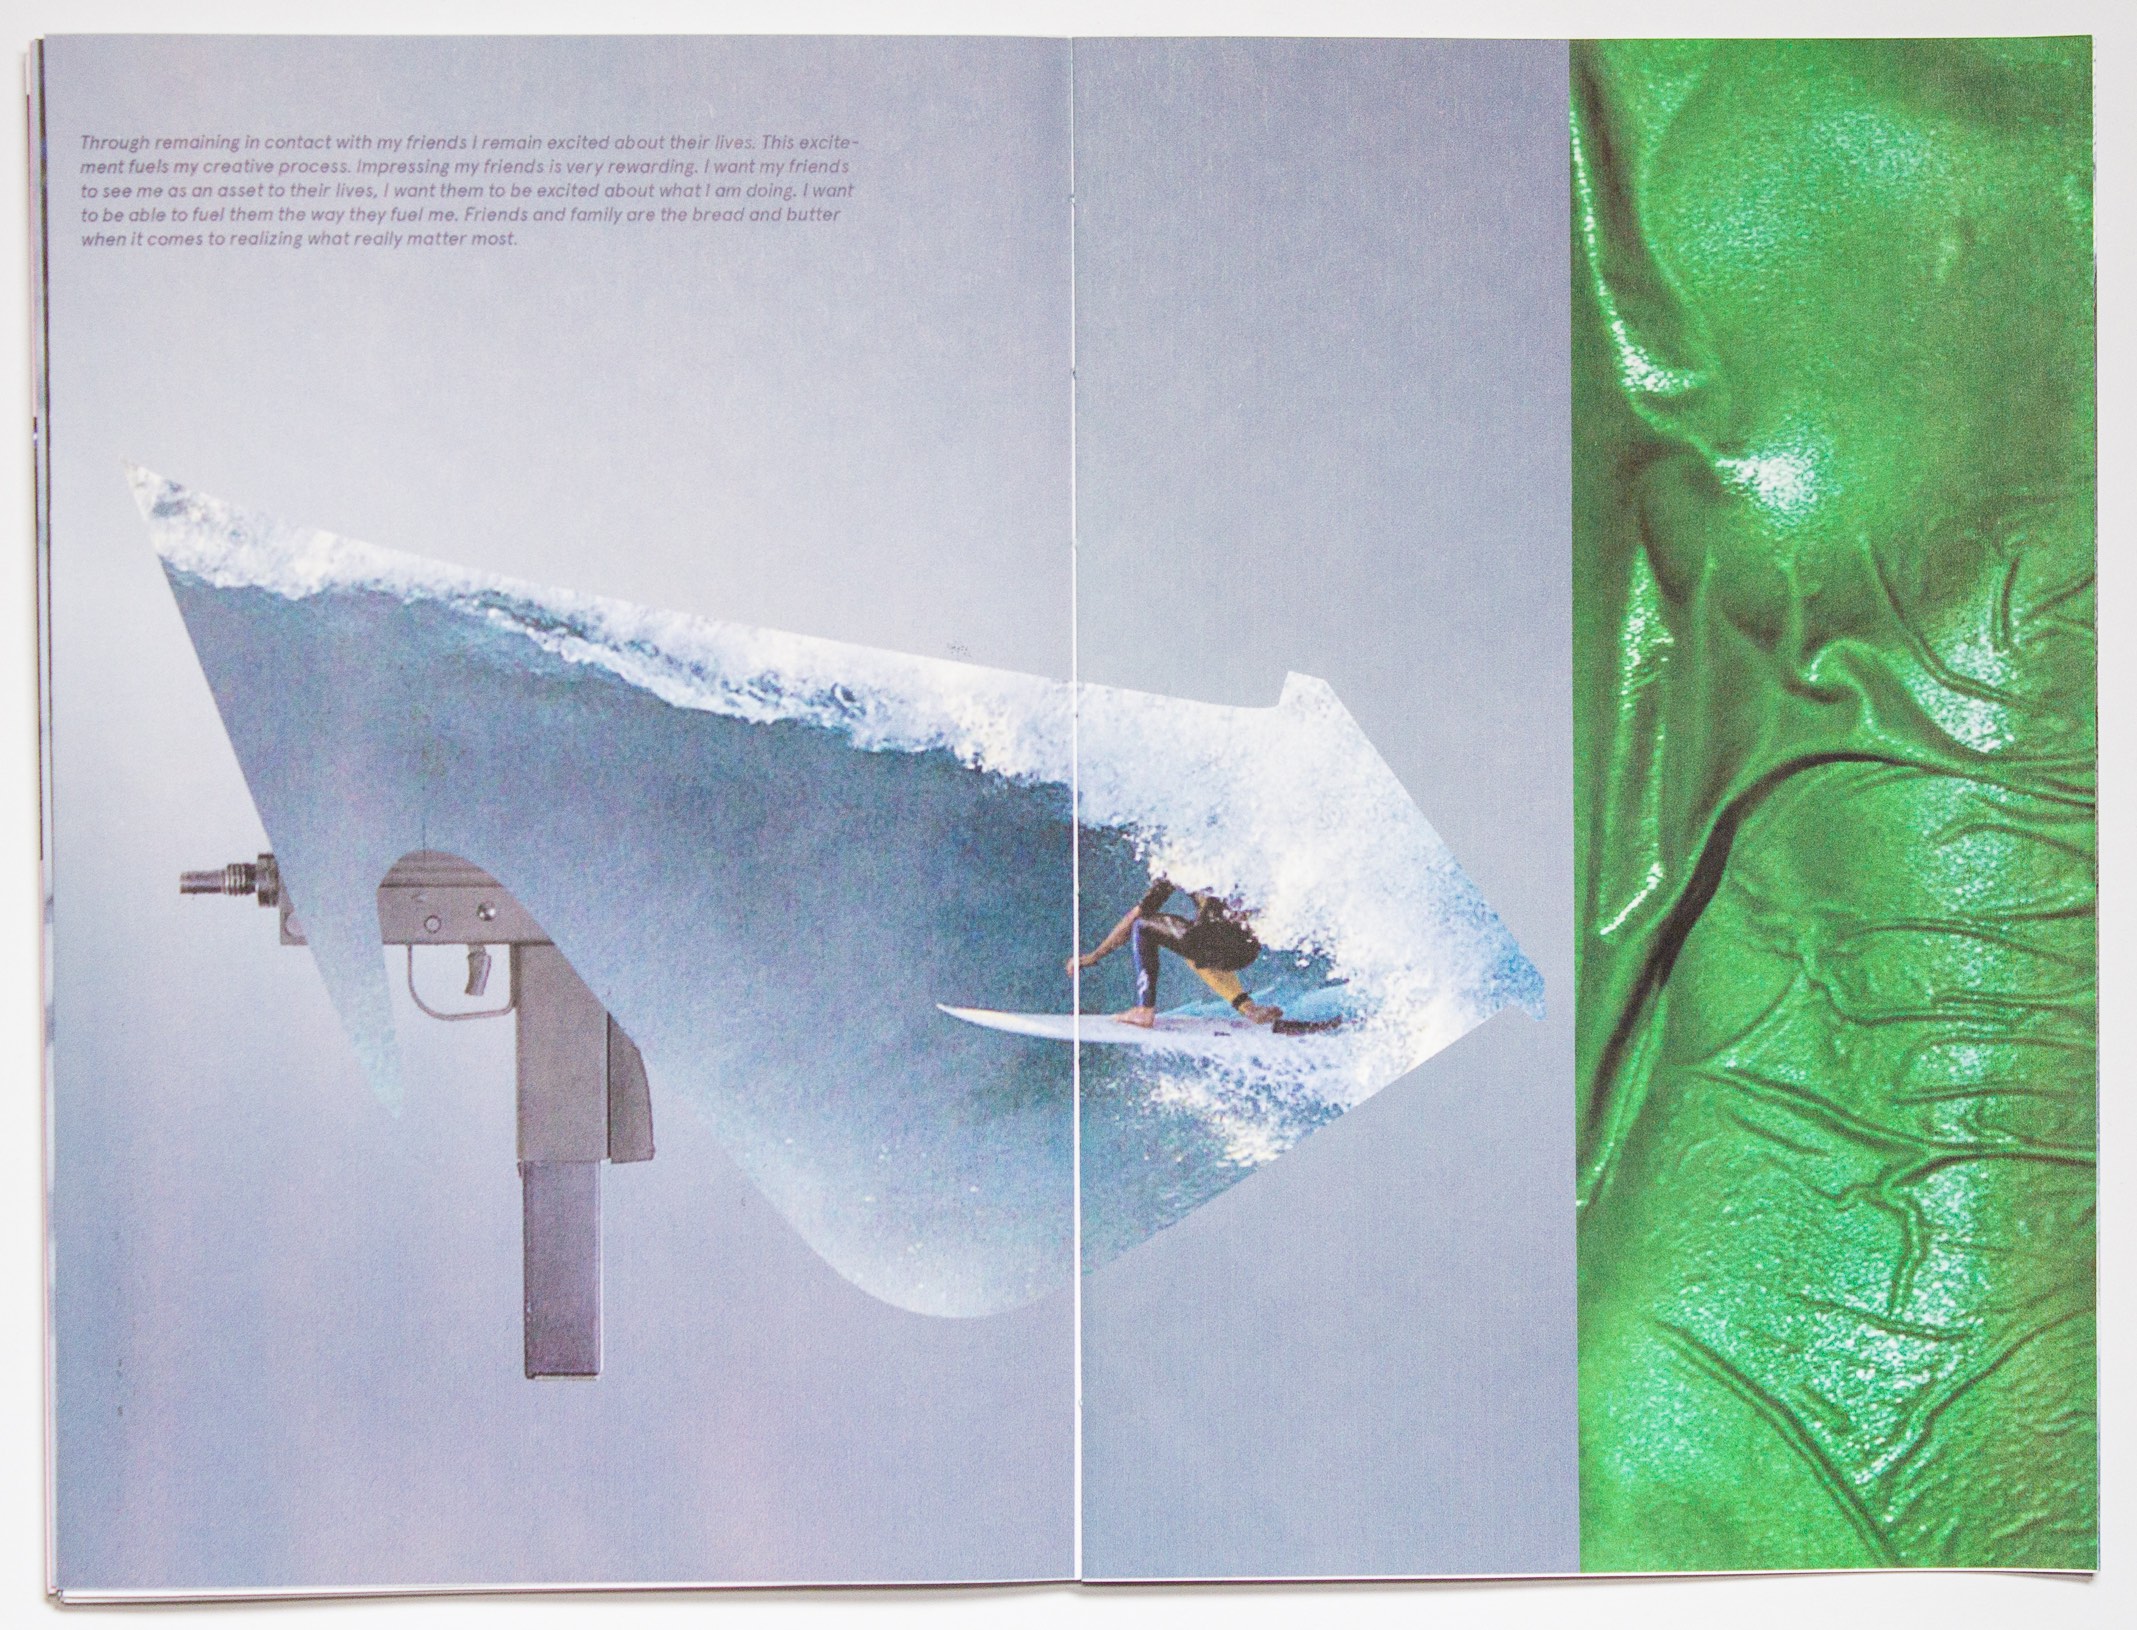 Through remaining in contact with my friends I remain excited about their lives. This excite-
ment fuels my creative process. Impressing my friends is very rewarding. I want my friends
to see me as an asset to their lives, I want them to be excited about what I am doing. I want
to be able to fuel them the way they fuel me. Friends and family are the bread and butter
when it comes to realizing what really matter most.